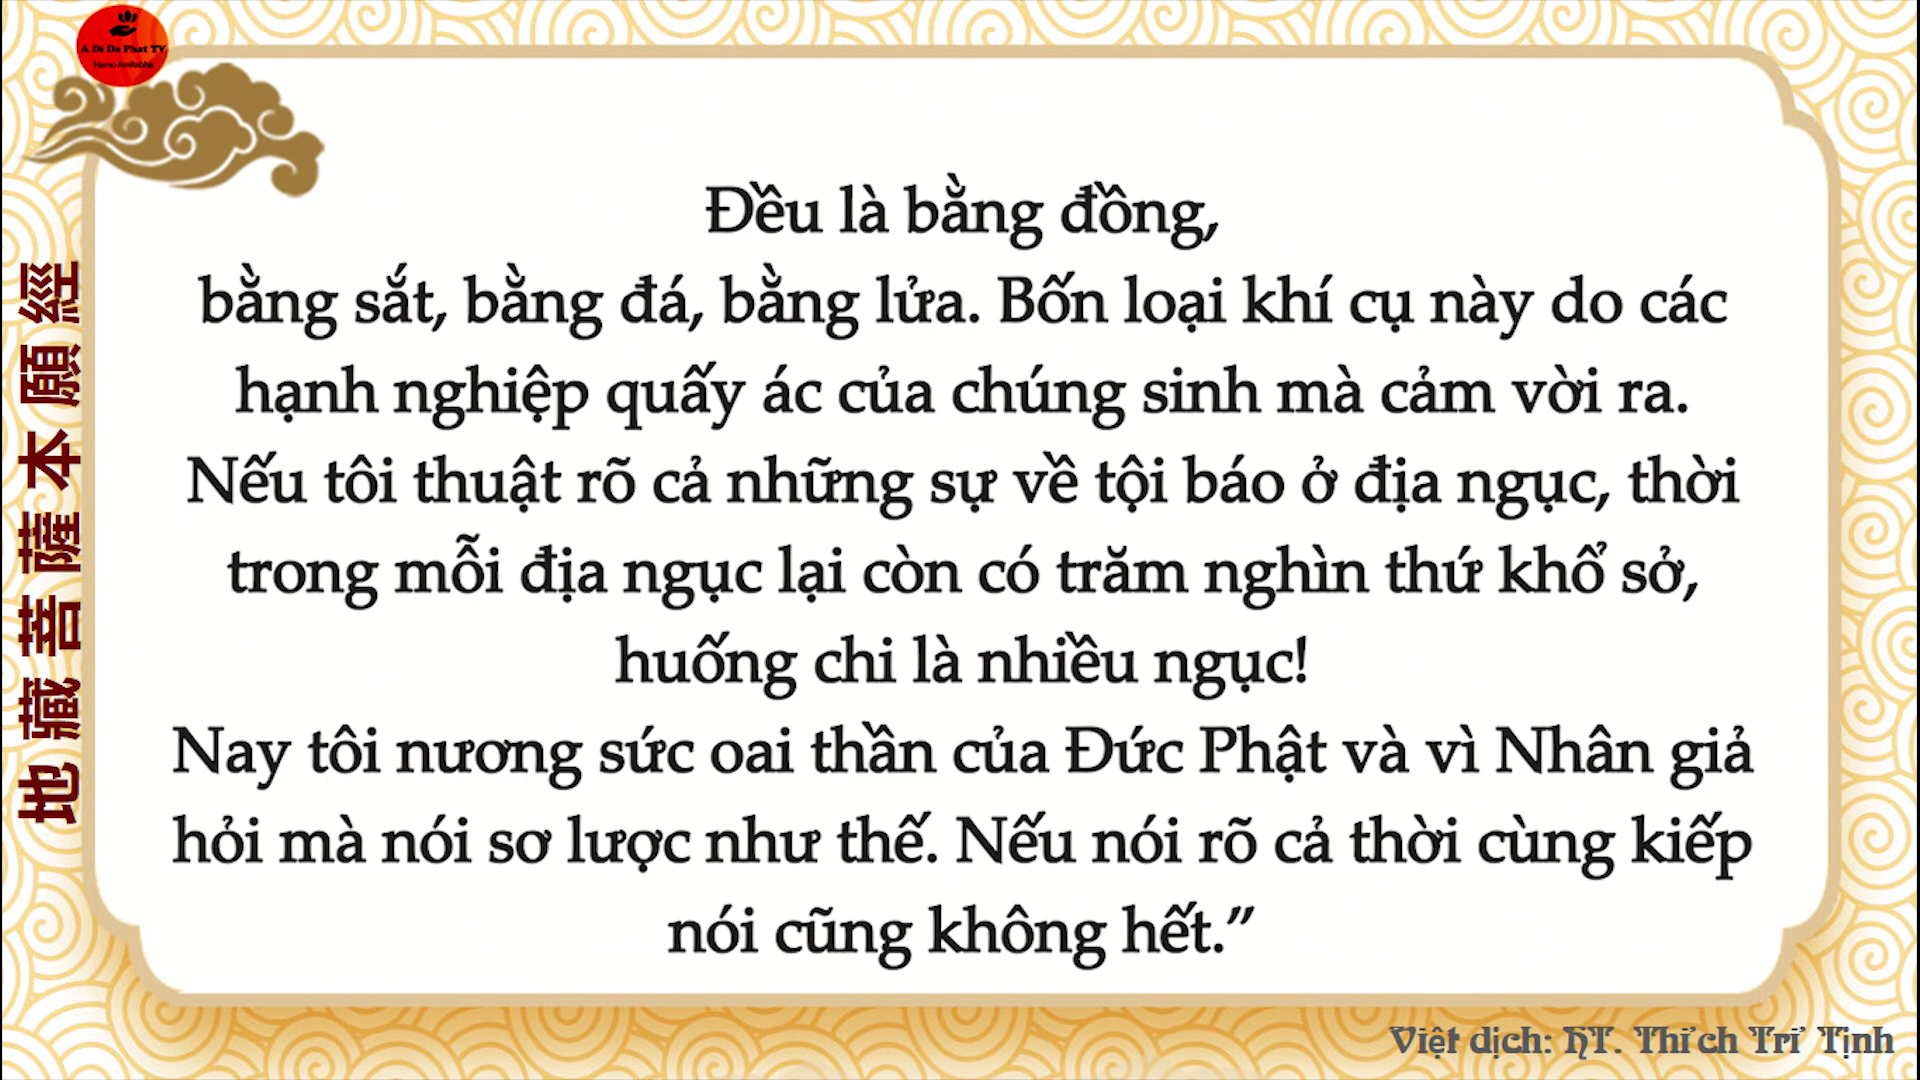 A Di Da Phat TV
Namo Amitabha
地藏菩薩本願經
Đều là bằng đồng,
bằng sắt, bằng đá, bằng lửa. Bốn loại khí cụ này do các
hạnh nghiệp quấy ác của chúng sinh mà cảm vời ra.
Nếu tôi thuật rõ cả những sự về tội báo ở địa ngục, thời
trong mỗi địa ngục lại còn có trăm nghìn thứ khổ sở,
huống chi là nhiều ngục!
Nay tôi nương sức oai thần của Đức Phật và vì Nhân giả
hỏi mà nói sơ lược như thế. Nếu nói rõ cả thời cùng kiếp
nói cũng không hết.”
Việt dịch: HT. Thích Trí Tịnh